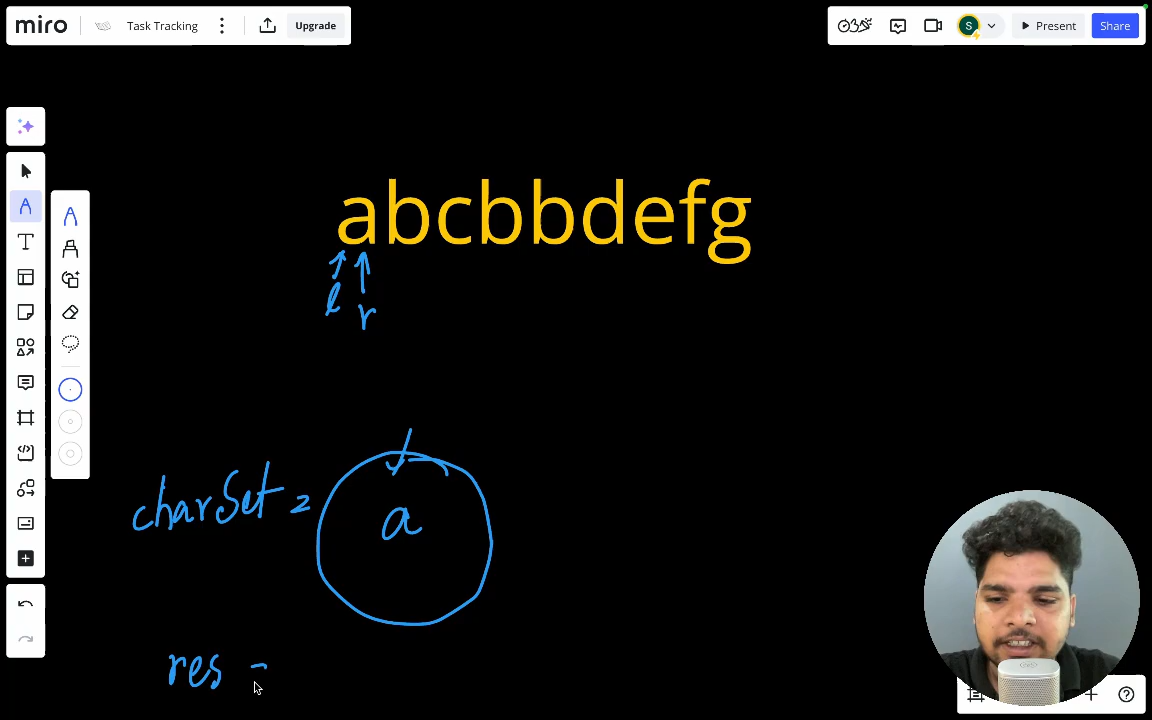 miro Task Tracking Upgrade
Present Share
S
abcbbdefg
l r
charSet =
a
res =